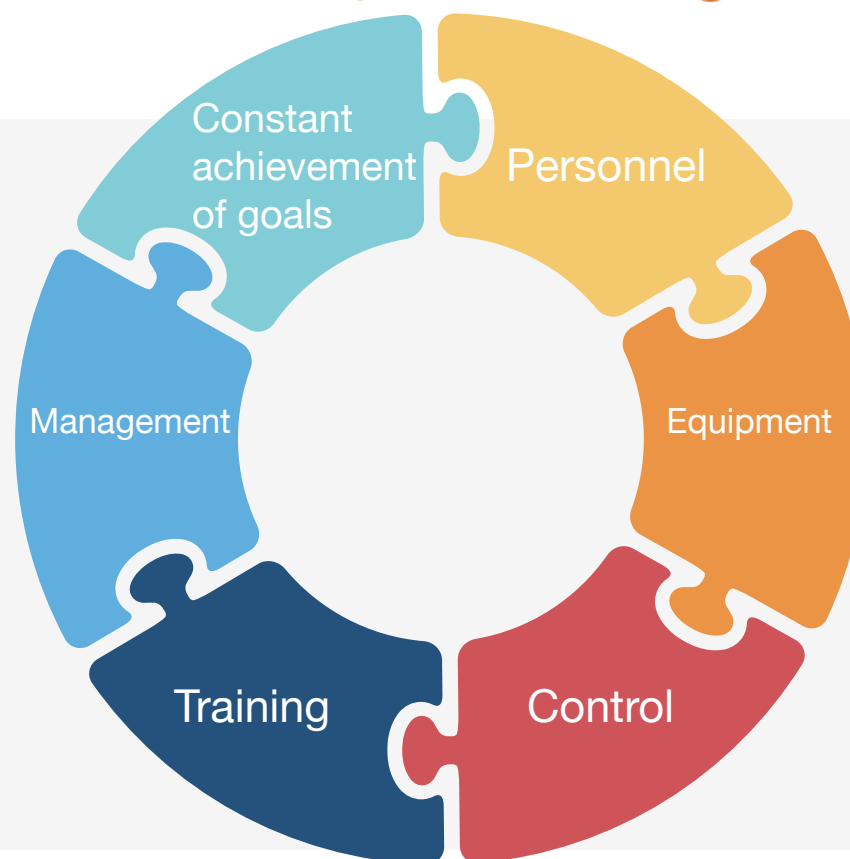 Constant
achievement
of goals
Personnel
Management
Equipment
Training
Control